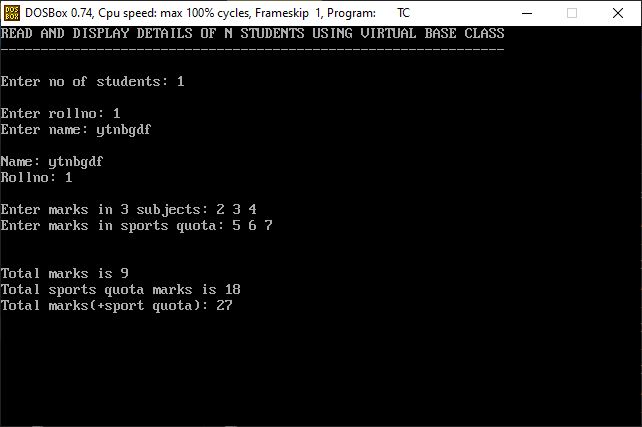 DOSBox 0.74, Cpu speed: max 100% cycles, Frameskip 1, Program: TC
READ AND DISPLAY DETAILS OF N STUDENTS USING VIRTUAL BASE CLASS
---------------------------------------------------------------
Enter no of students: 1
Enter rollno: 1
Enter name: ytnbgdf
Name: ytnbgdf
Rollno: 1
Enter marks in 3 subjects: 2 3 4
Enter marks in sports quota: 5 6 7
Total marks is 9
Total sports quota marks is 18
Total marks(+sport quota): 27